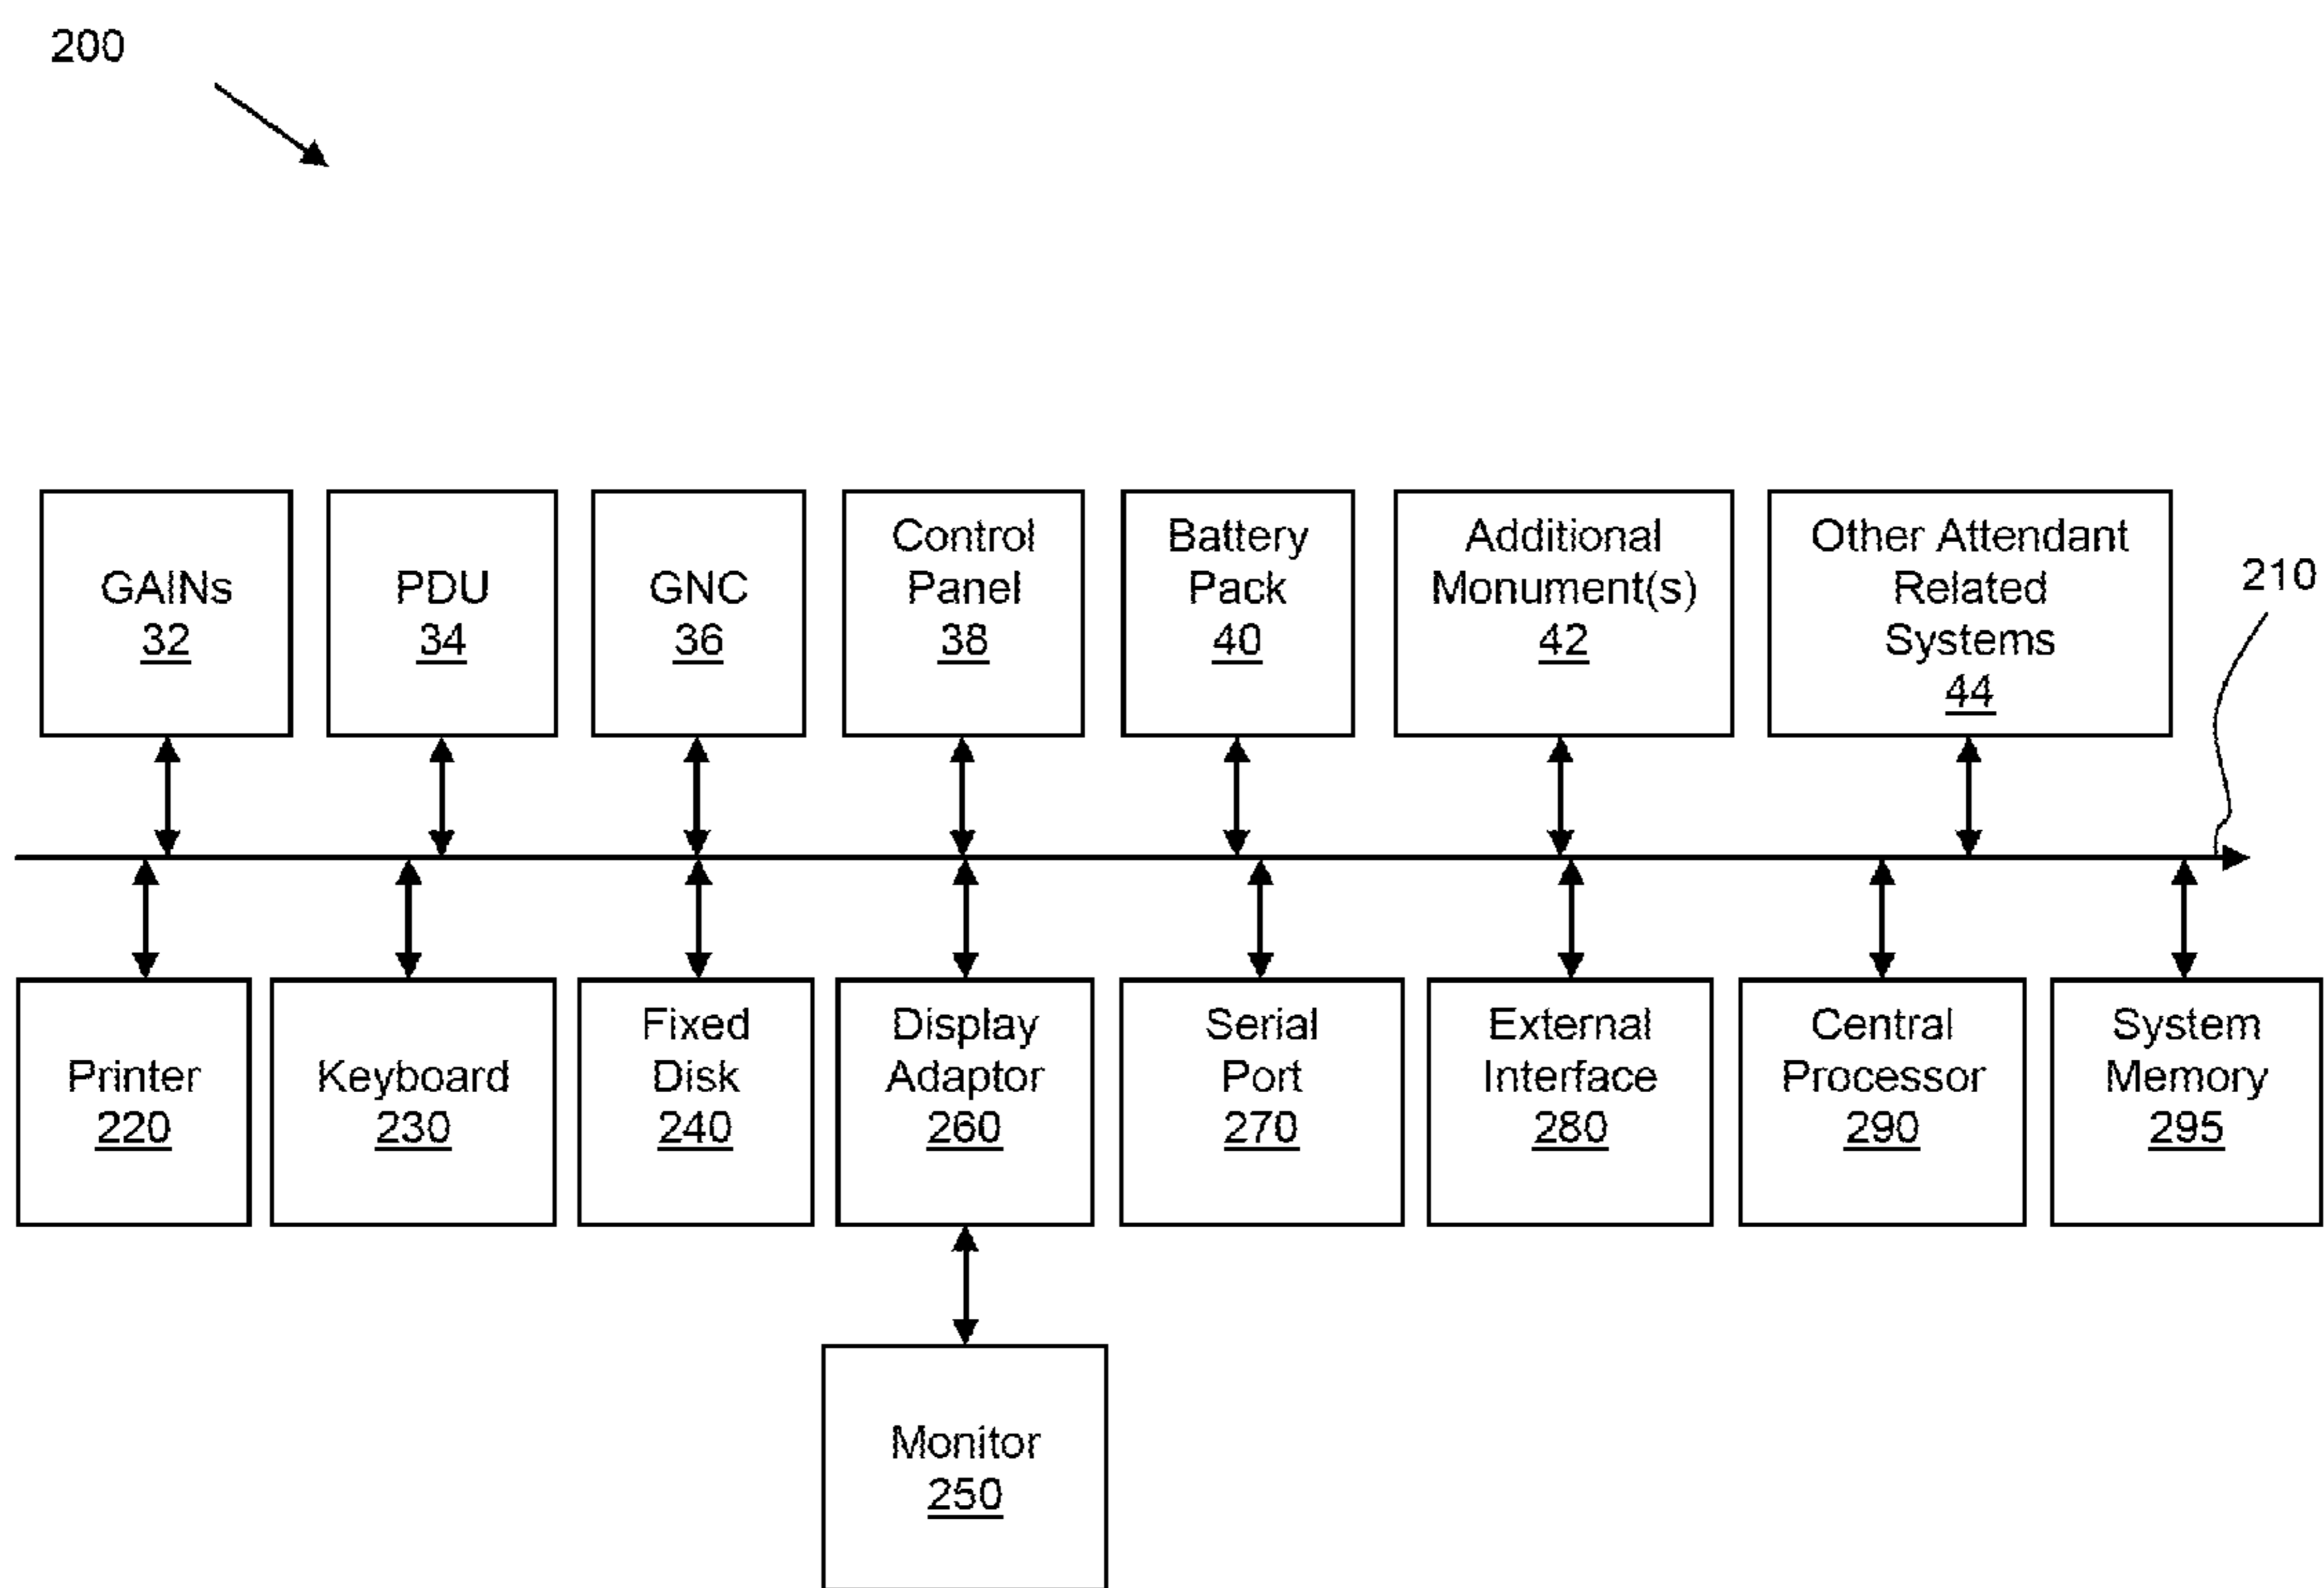 200
GAINs
32
PDU
34
GNC
36
Control
Panel
38
Battery
Pack
40
Additional
Monument(s)
42
Other Attendant
Related
Systems
44
210
Printer
220
Keyboard
230
Fixed
Disk
240
Display
Adaptor
260
Serial
Port
270
External
Interface
280
Central
Processor
290
System
Memory
295
Monitor
250